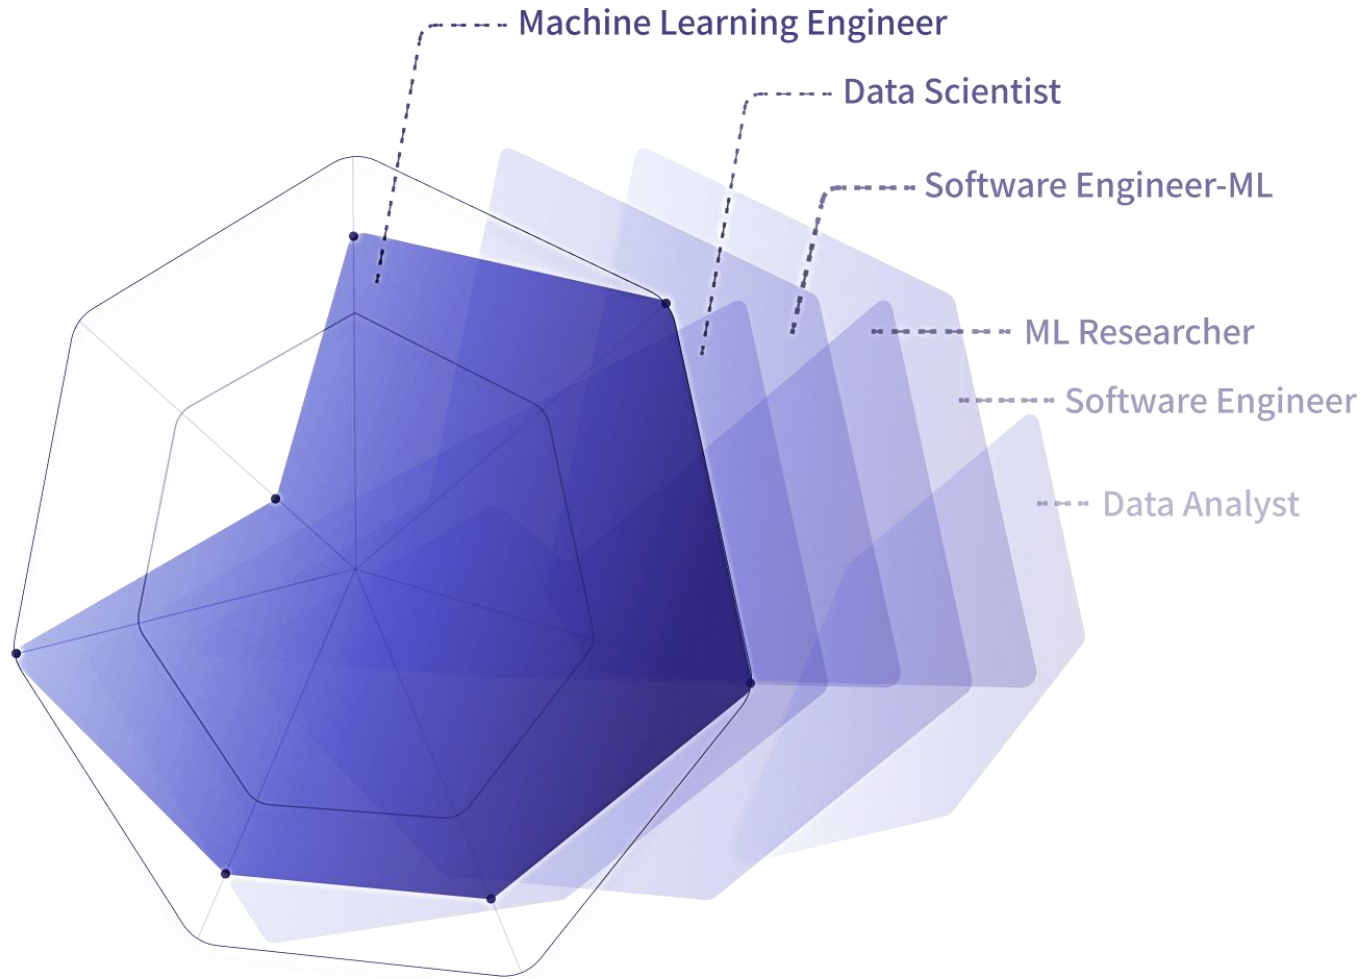 Machine Learning Engineer
Data Scientist
Software Engineer-ML
ML Researcher
Software Engineer
Data Analyst